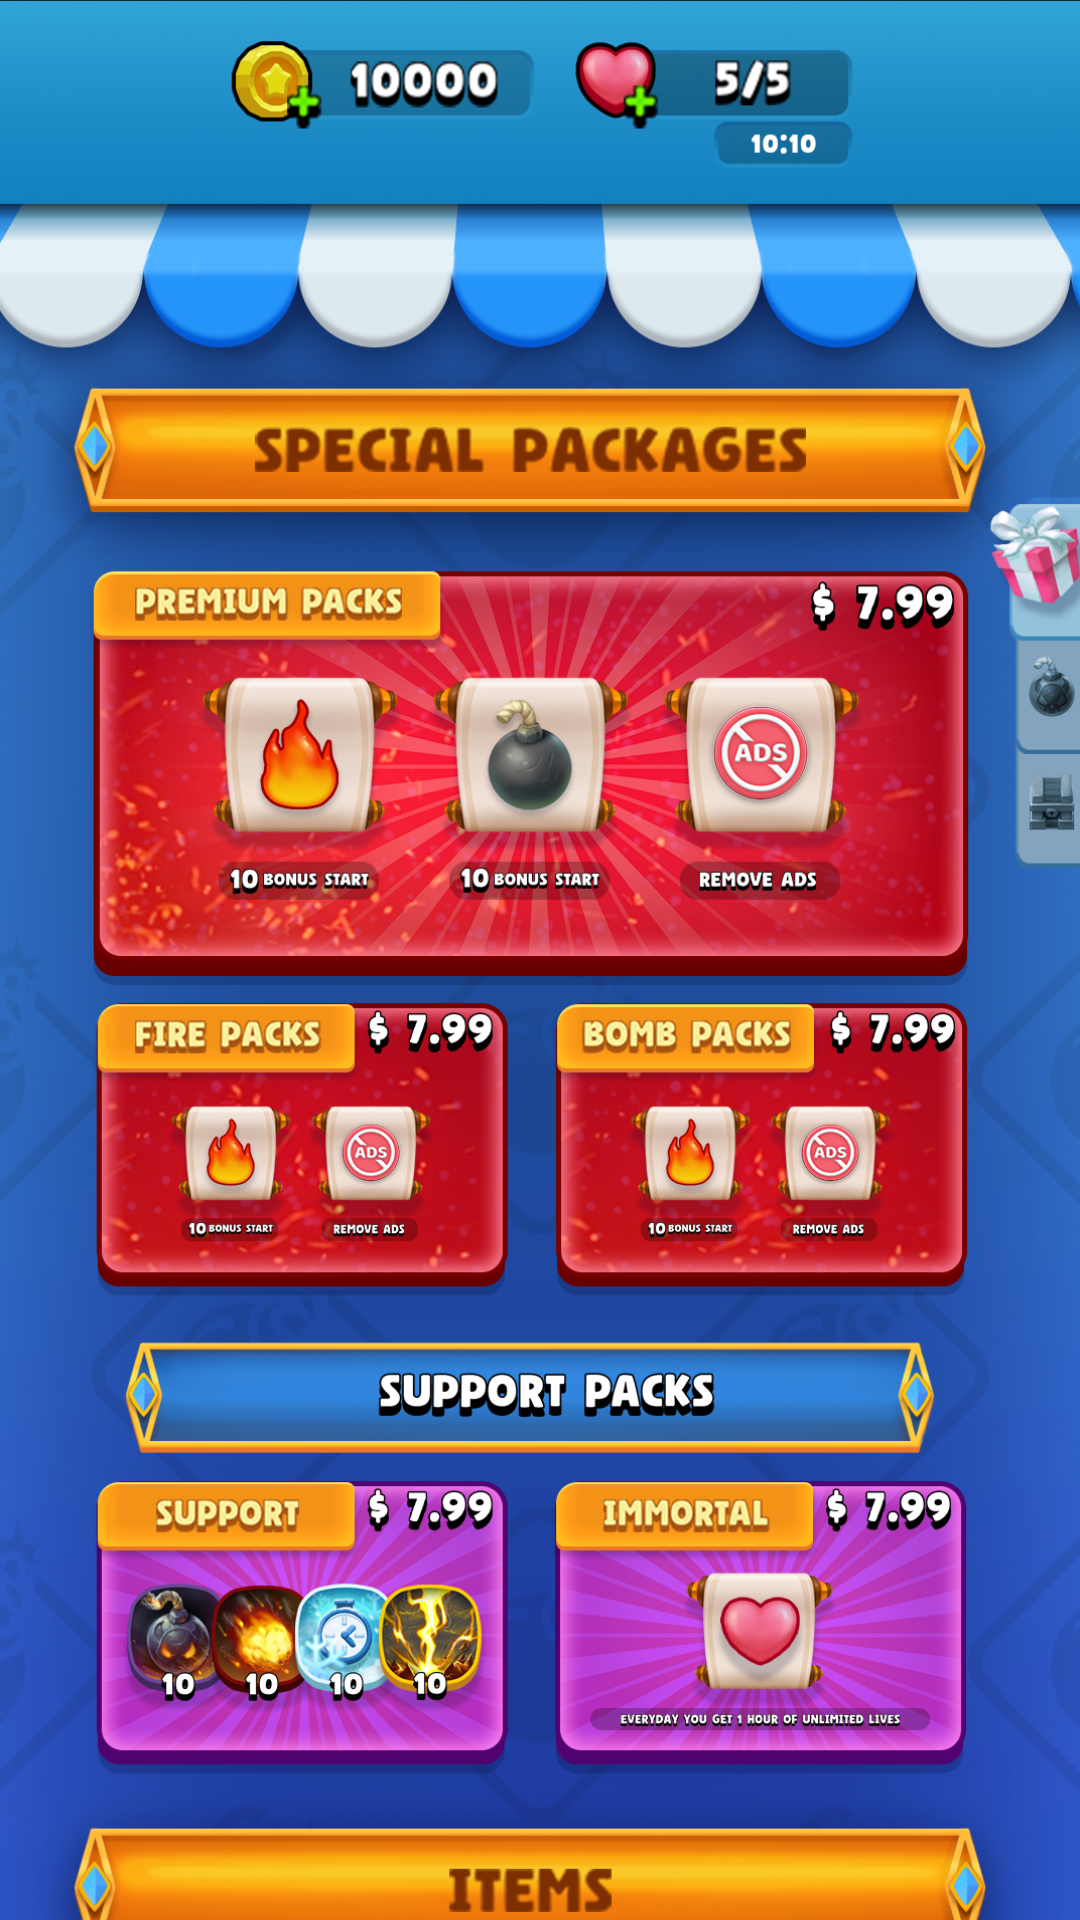 10000
5/5
10:10
SPECIAL PACKAGES
PREMIUM PACKS
$ 7.99
ADS
10 BONUS START
10 BONUS START
REMOVE ADS
FIRE PACKS
$ 7.99
BOMB PACKS
$ 7.99
ADS
ADS
10 BONUS START
REMOVE ADS
10 BONUS START
REMOVE ADS
SUPPORT PACKS
SUPPORT
$ 7.99
IMMORTAL
$ 7.99
10
10
10
10
EVERYDAY YOU GET 1 HOUR OF UNLIMITED LIVES
ITEMS